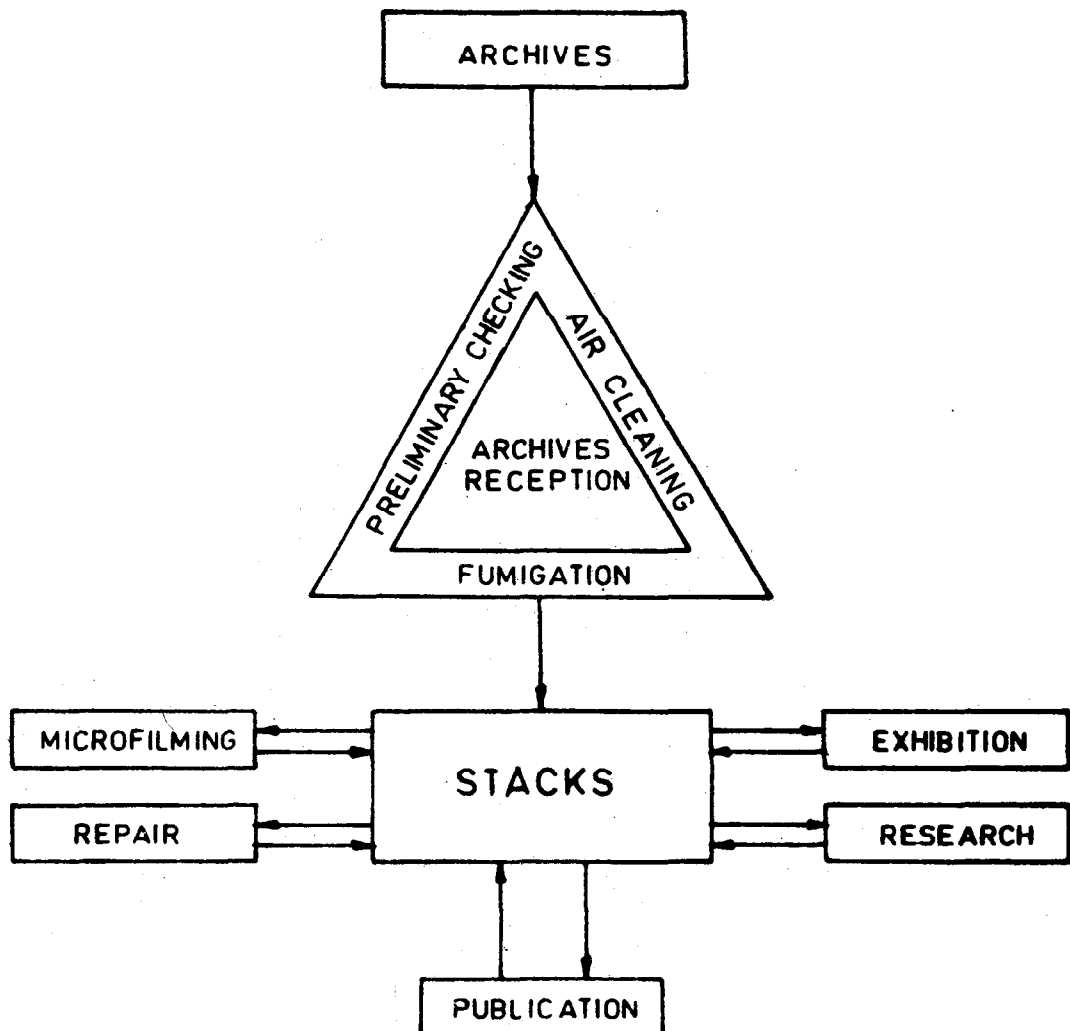 ARCHIVES
PRELIMINARY CHECKING
AIR CLEANING
ARCHIVES
RECEPTION
FUMIGATION
MICROFILMING
STACKS
EXHIBITION
REPAIR
RESEARCH
PUBLICATION